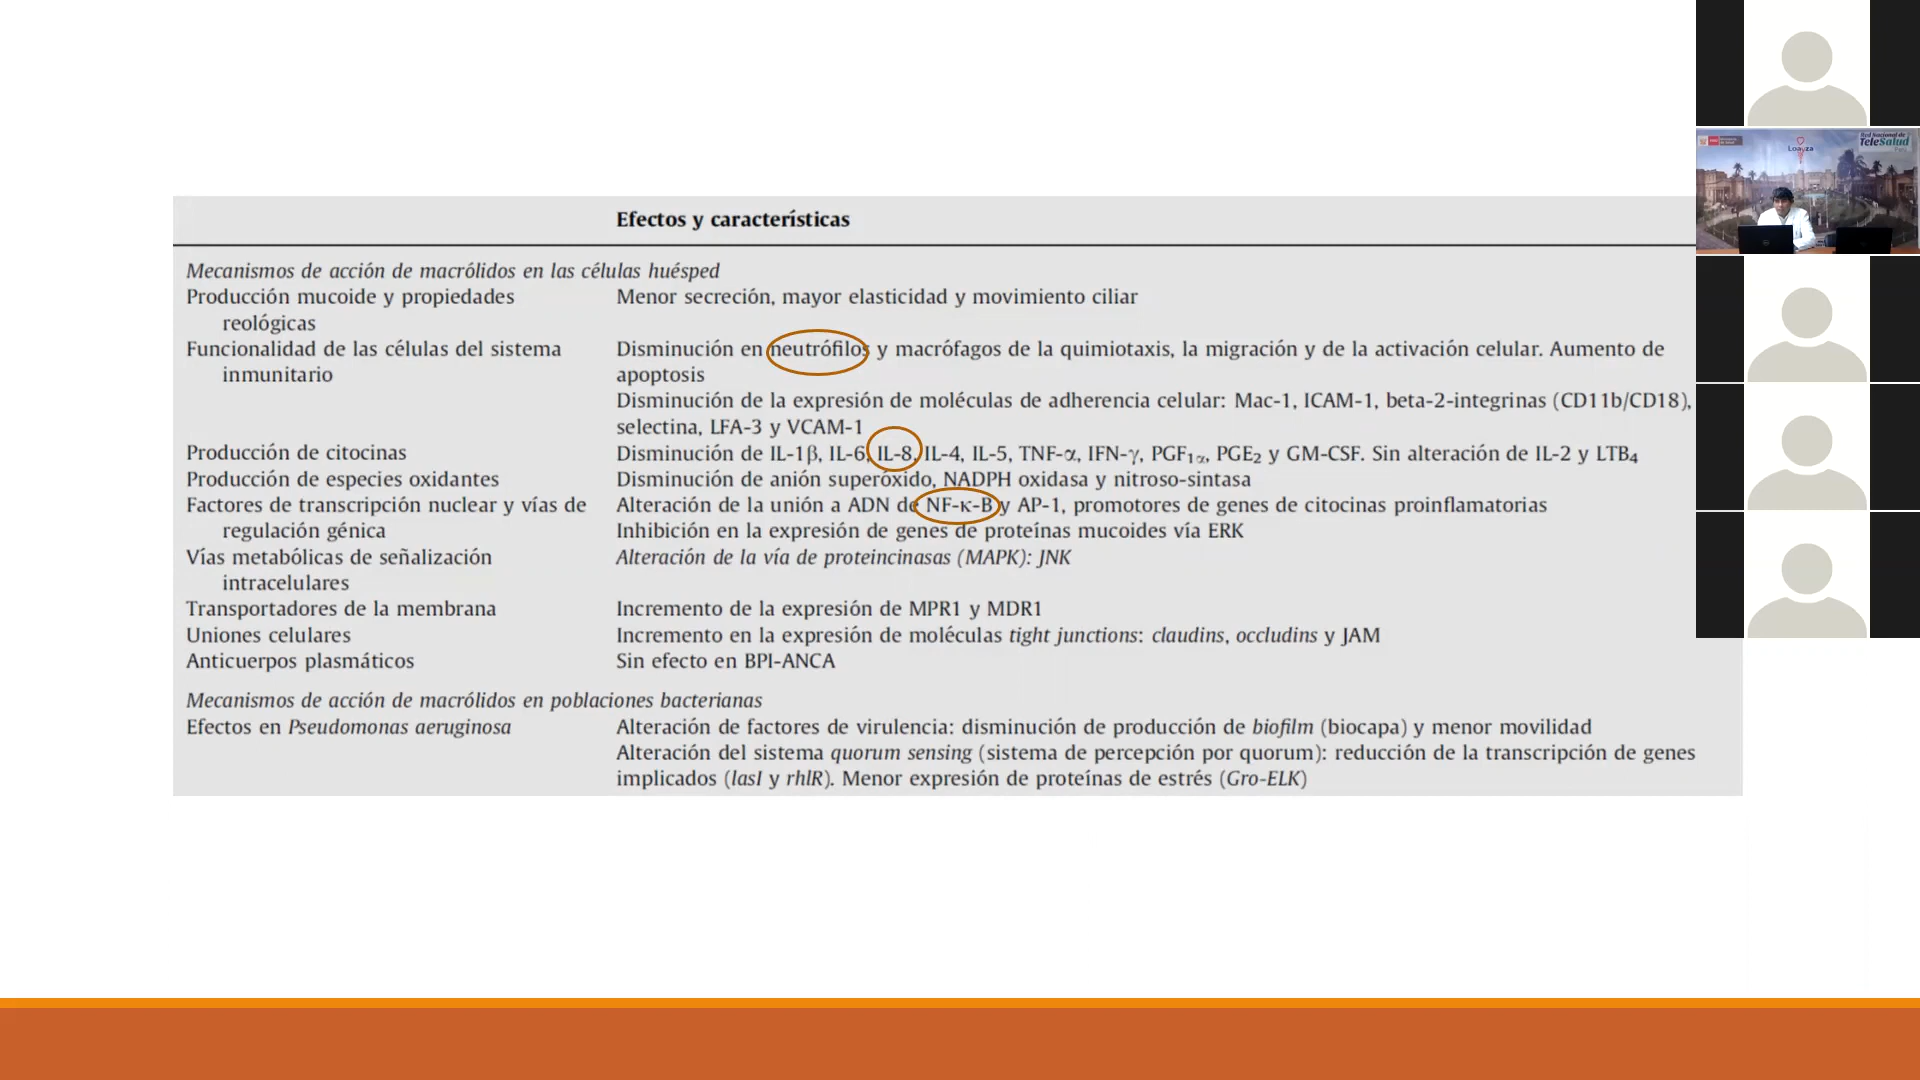 Efectos y características
Mecanismos de acción de macrólidos en las células huésped
Producción mucoide y propiedades reológicas
Menor secreción, mayor elasticidad y movimiento ciliar
Funcionalidad de las células del sistema inmunitario
Disminución en neutrófilos y macrófagos de la quimiotaxis, la migración y de la activación celular. Aumento de
apoptosis
Disminución de la expresión de moléculas de adherencia celular: Mac-1, ICAM-1, beta-2-integrinas (CD11b/CD18),
selectina, LFA-3 y VCAM-1
Producción de citocinas
Disminución de IL-1β, IL-6, IL-8, IL-4, IL-5, TNF-α, IFN-γ, PGF1α, PGE2 y GM-CSF. Sin alteración de IL-2 y LTB4
Producción de especies oxidantes
Disminución de anión superóxido, NADPH oxidasa y nitroso-sintasa
Factores de transcripción nuclear y vías de
regulación génica
Alteración de la unión a ADN de NF-κ-B y AP-1, promotores de genes de citocinas proinflamatorias
Inhibición en la expresión de genes de proteínas mucoides vía ERK
Vías metabólicas de señalización
intracelulares
Alteración de la vía de proteincinasas (MAPK): JNK
Transportadores de la membrana
Incremento de la expresión de MPR1 y MDR1
Uniones celulares
Incremento en la expresión de moléculas tight junctions: claudins, occludins y JAM
Anticuerpos plasmáticos
Sin efecto en BPI-ANCA
Mecanismos de acción de macrólidos en poblaciones bacterianas
Efectos en Pseudomonas aeruginosa
Alteración de factores de virulencia: disminución de producción de biofilm (biocapa) y menor movilidad
Alteración del sistema quorum sensing (sistema de percepción por quorum): reducción de la transcripción de genes
implicados (lasI y rhlR). Menor expresión de proteínas de estrés (Gro-ELK)
Loayza
Red Nacional de
TeleSalud